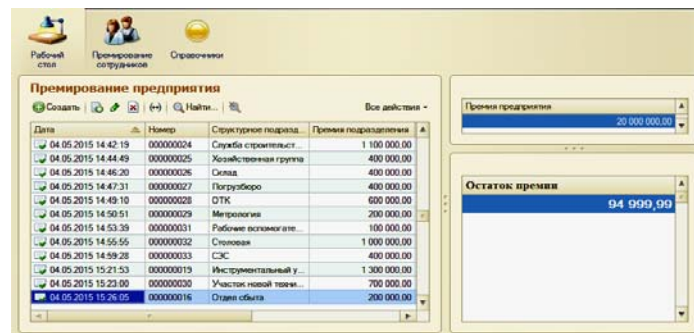 Рабочий стол
Премирование сотрудников
Справочники
Премирование предприятия
Создать
Найти...
Все действия
Дата Номер Структурное подразд... Премия подразделения
04.05.2015 14:42:19 000000024 Служба строительст... 1 100 000,00
04.05.2015 14:44:49 000000025 Хозяйственная группа 400 000,00
04.05.2015 14:46:20 000000026 Склад 400 000,00
04.05.2015 14:47:31 000000027 Погрузбюро 400 000,00
04.05.2015 14:49:10 000000028 ОТК 600 000,00
04.05.2015 14:50:51 000000029 Метрология 200 000,00
04.05.2015 14:53:39 000000031 Рабочие вспомогате... 100 000,00
04.05.2015 14:55:55 000000032 Столовая 1 000 000,00
04.05.2015 14:59:28 000000033 СЭС 400 000,00
04.05.2015 15:21:53 000000019 Инструментальный у... 1 300 000,00
04.05.2015 15:23:00 000000030 Участок новой техни... 700 000,00
04.05.2015 15:26:05 000000016 Отдел сбыта 200 000,00
Премия предприятия
20 000 000,00
Остаток премии
94 999,99